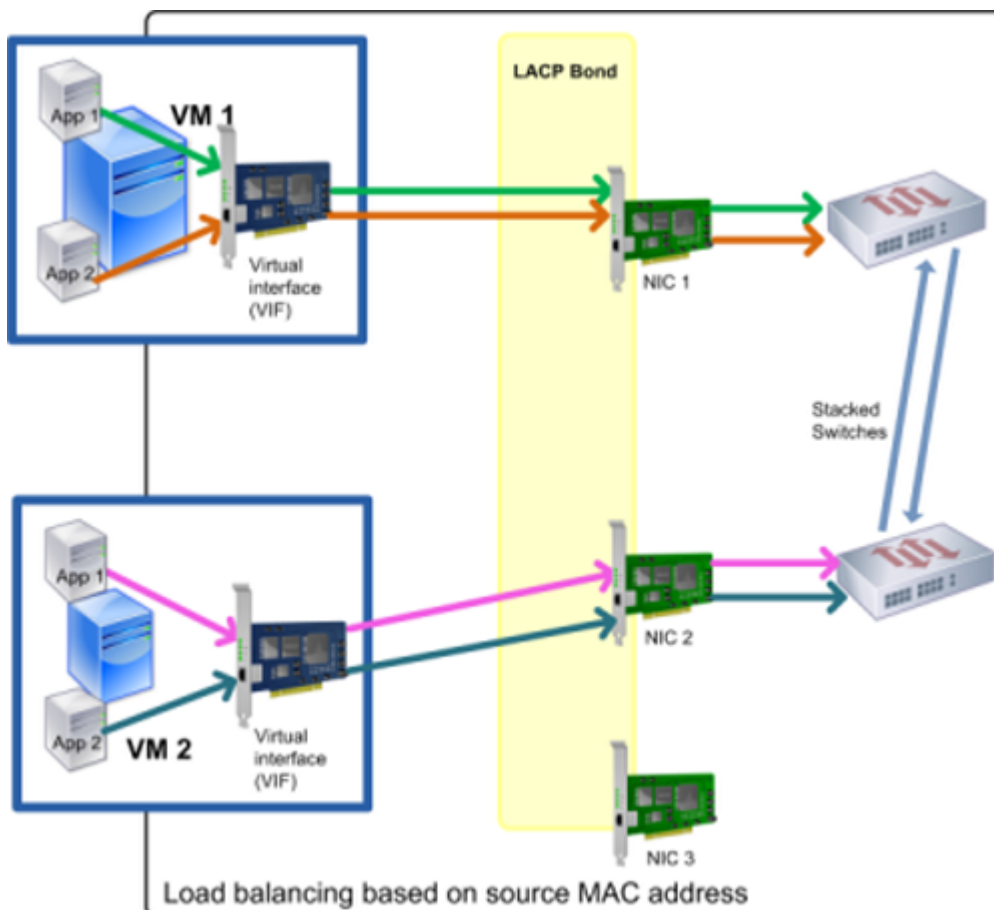 LACP Bond
App 1
VM 1
App 2
Virtual
interface
(VIF)
NIC 1
Stacked
Switches
App 1
App 2
VM 2
Virtual
interface
(VIF)
NIC 2
NIC 3
Load balancing based on source MAC address